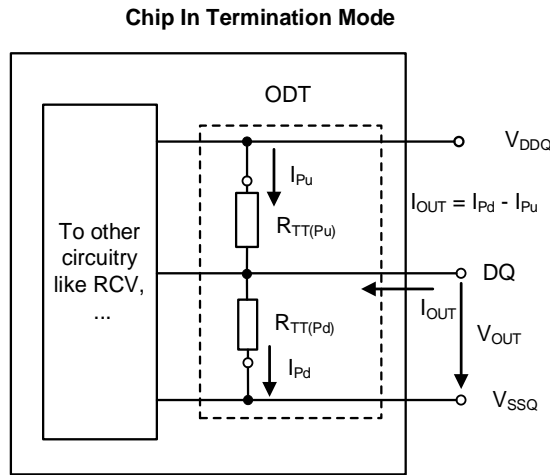 Chip In Termination Mode
ODT
V_DDQ
I_Pu
I_OUT = I_Pd - I_Pu
R_TT(Pu)
To other
circuitry
like RCV,
...
DQ
I_OUT
R_TT(Pd)
V_OUT
I_Pd
V_SSQ